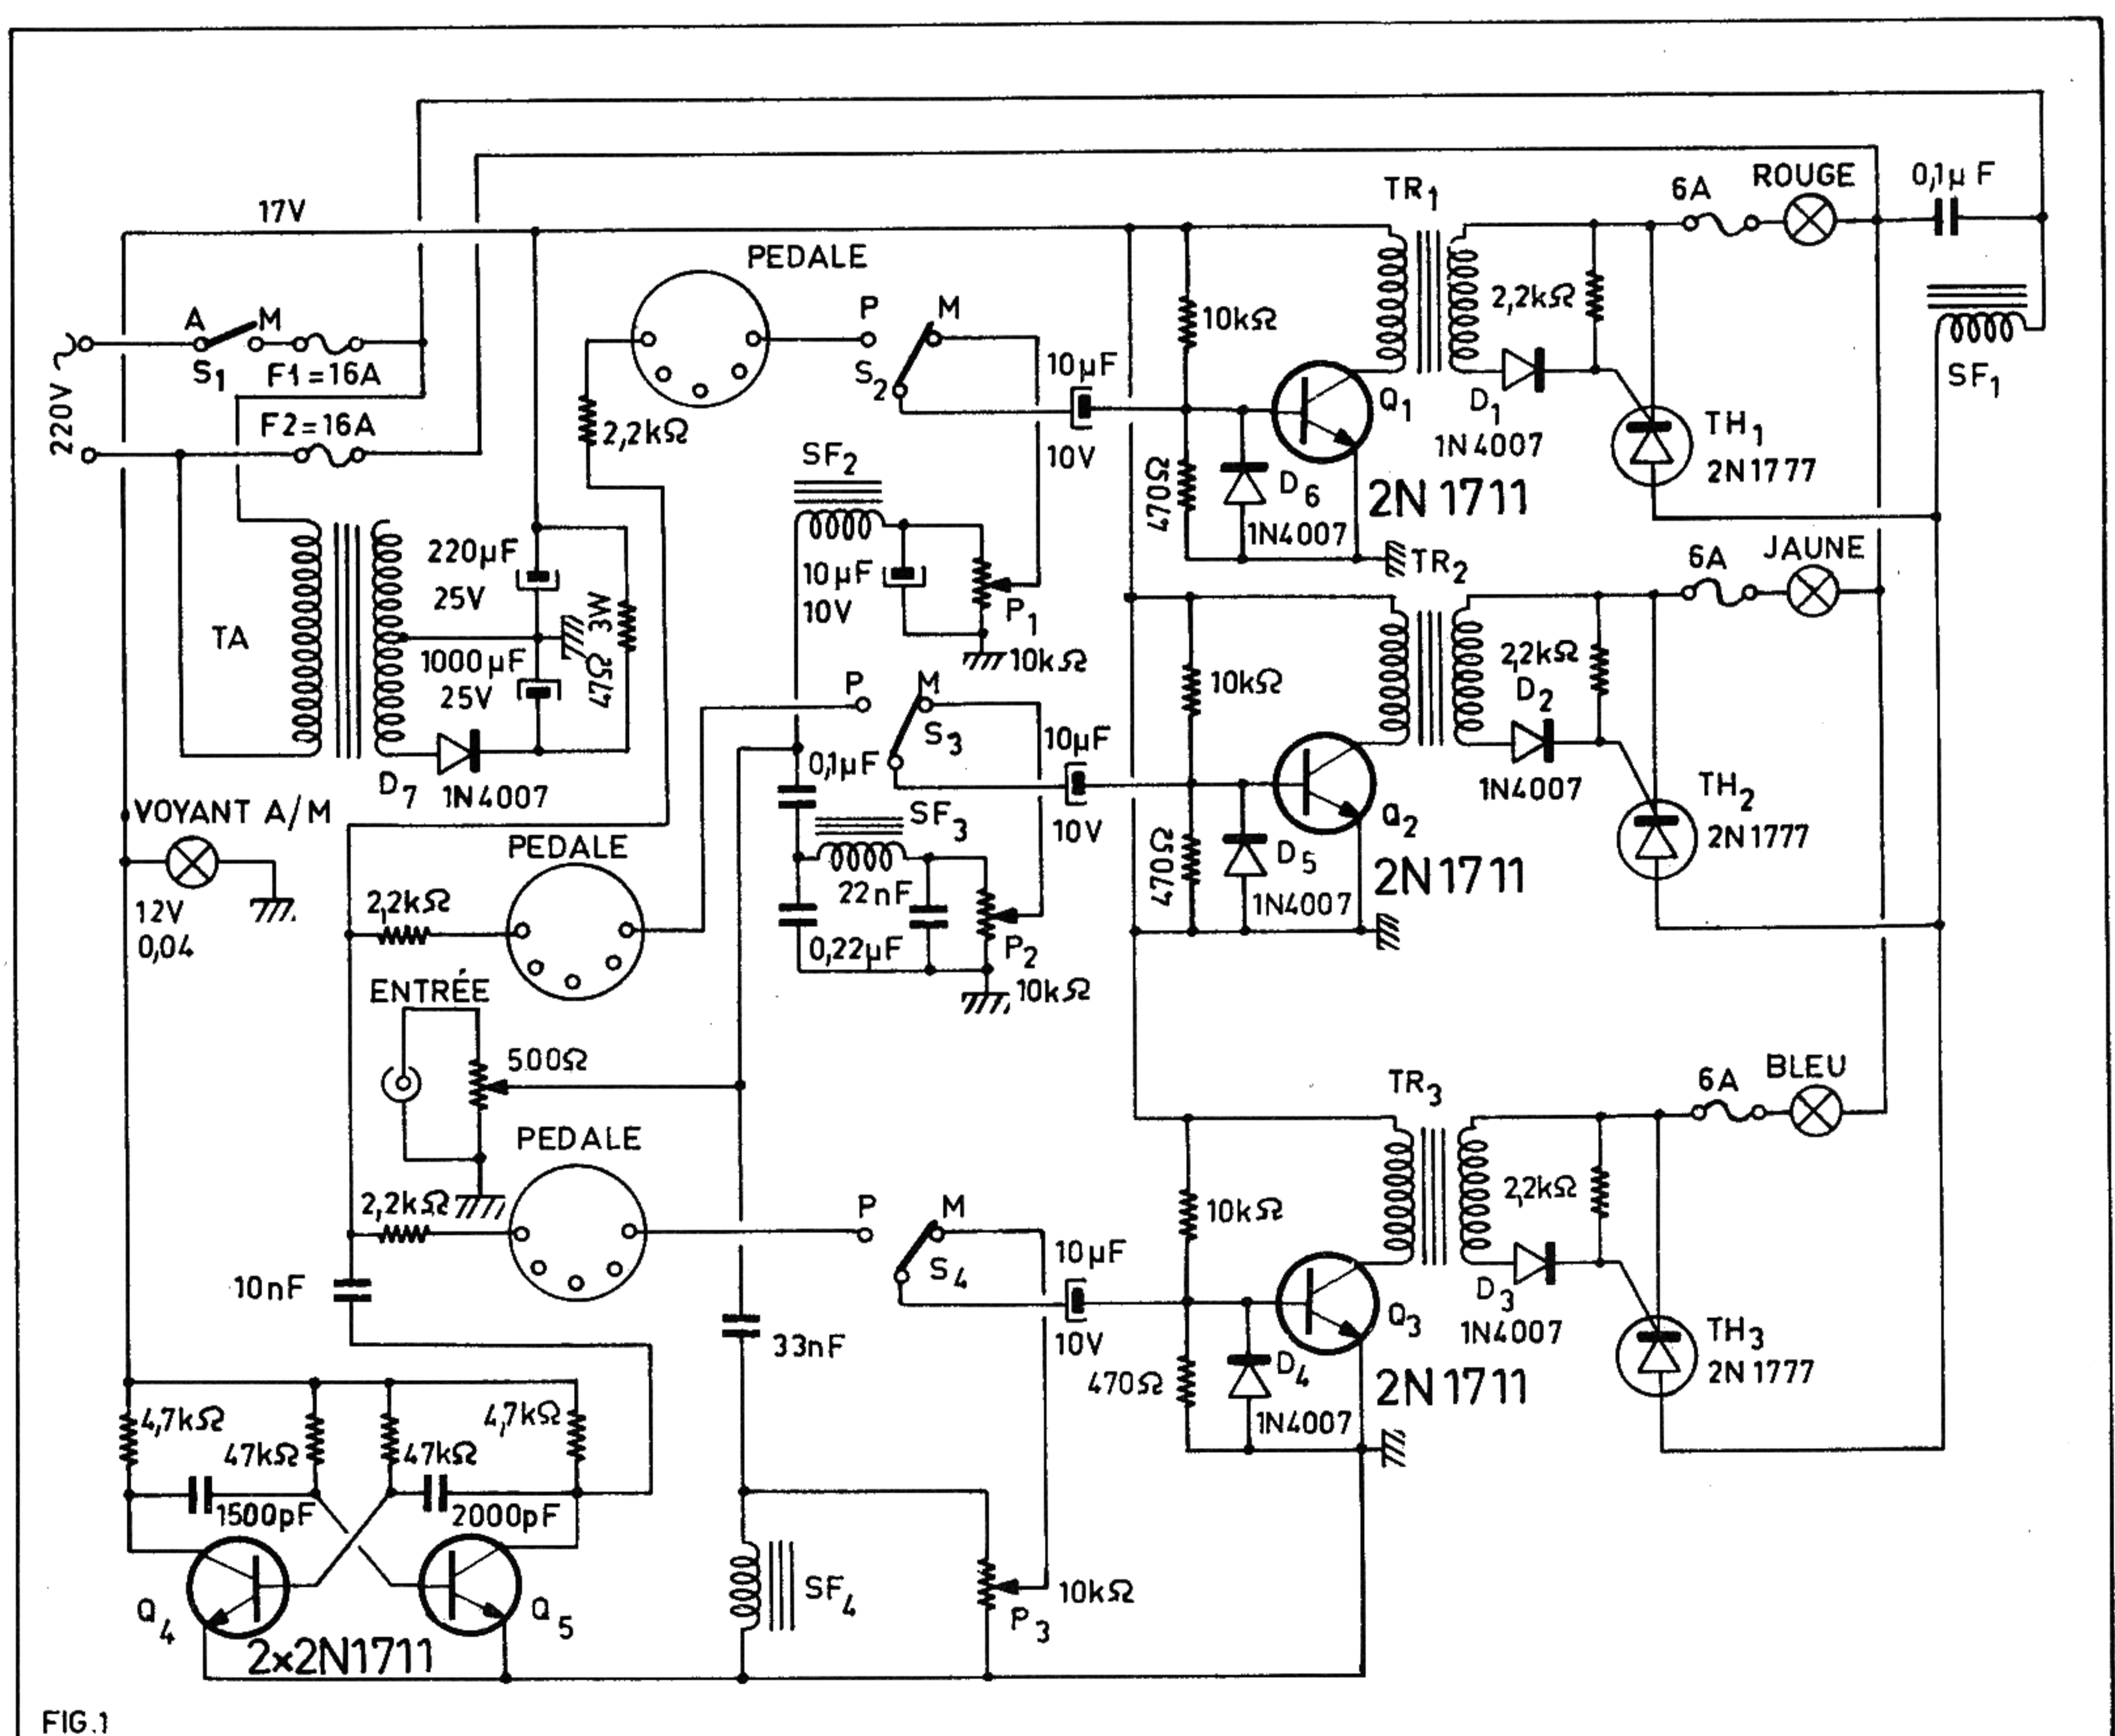 17V
A
M
S1
F1=16A
220V
F2=16A
TA
220µF
25V
1000µF
25V
47Ω 3W
D7
1N4007
VOYANT A/M
12V
0,04
PEDALE
2,2kΩ
P
M
S2
10µF
10V
SF2
10µF
10V
P1
10kΩ
PEDALE
2,2kΩ
P
M
S3
10µF
10V
0,1µF
SF3
22nF
0,22µF
P2
10kΩ
ENTRÉE
500Ω
PEDALE
2,2kΩ
10nF
P
M
S4
10µF
10V
33nF
SF4
P3
10kΩ
4,7kΩ
47kΩ
47kΩ
4,7kΩ
1500pF
2000pF
Q4
Q5
2x2N1711
TR1
10kΩ
470Ω
D6
1N4007
Q1
2N1711
2,2kΩ
D1
1N4007
TH1
2N1777
6A
ROUGE
0,1µF
SF1
TR2
10kΩ
470Ω
D5
1N4007
Q2
2N1711
2,2kΩ
D2
1N4007
TH2
2N1777
6A
JAUNE
TR3
10kΩ
470Ω
D4
1N4007
Q3
2N1711
2,2kΩ
D3
1N4007
TH3
2N1777
6A
BLEU
FIG.1